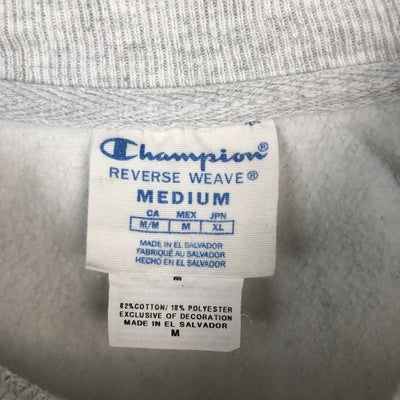 Champion
REVERSE WEAVE®
MEDIUM
CA MEX JPN
M/M M XL
MADE IN EL SALVADOR
FABRIQUÉ AU SALVADOR
HECHO EN EL SALVADOR
M
82%COTTON/ 18% POLYESTER
EXCLUSIVE OF DECORATION
MADE IN EL SALVADOR
M